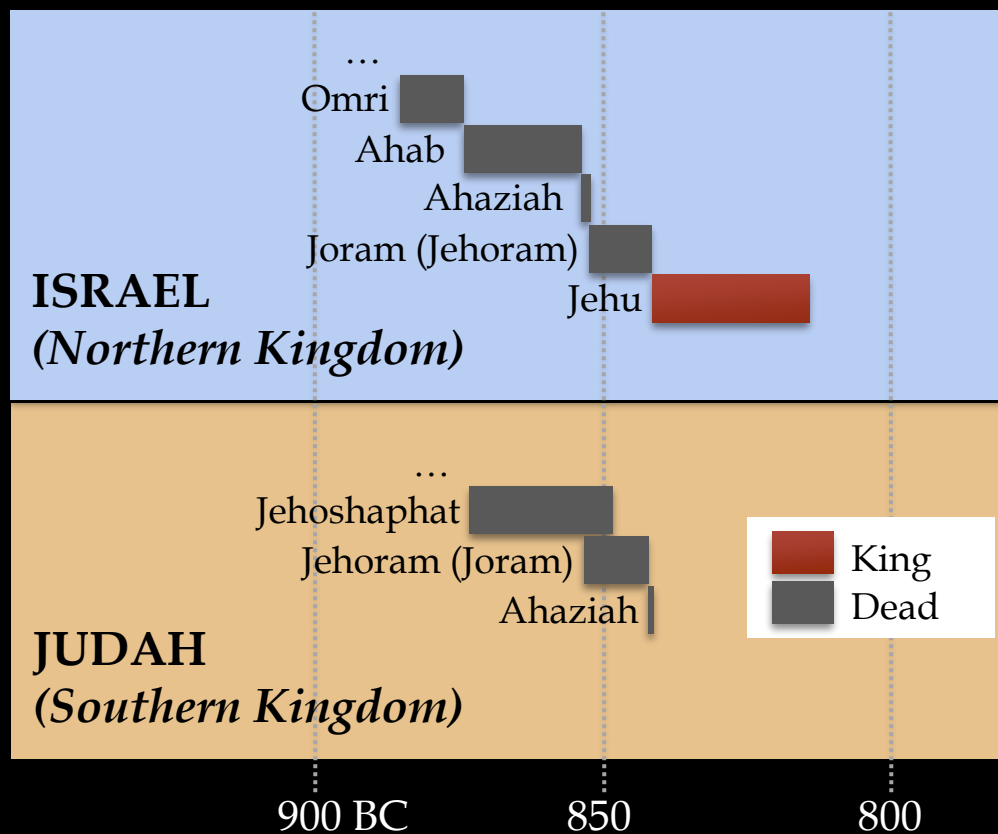 …
Omri
Ahab
Ahaziah
Joram (Jehoram)
Jehu
ISRAEL
(Northern Kingdom)
…
Jehoshaphat
Jehoram (Joram)
Ahaziah
JUDAH
(Southern Kingdom)
King
Dead
900 BC 850 800